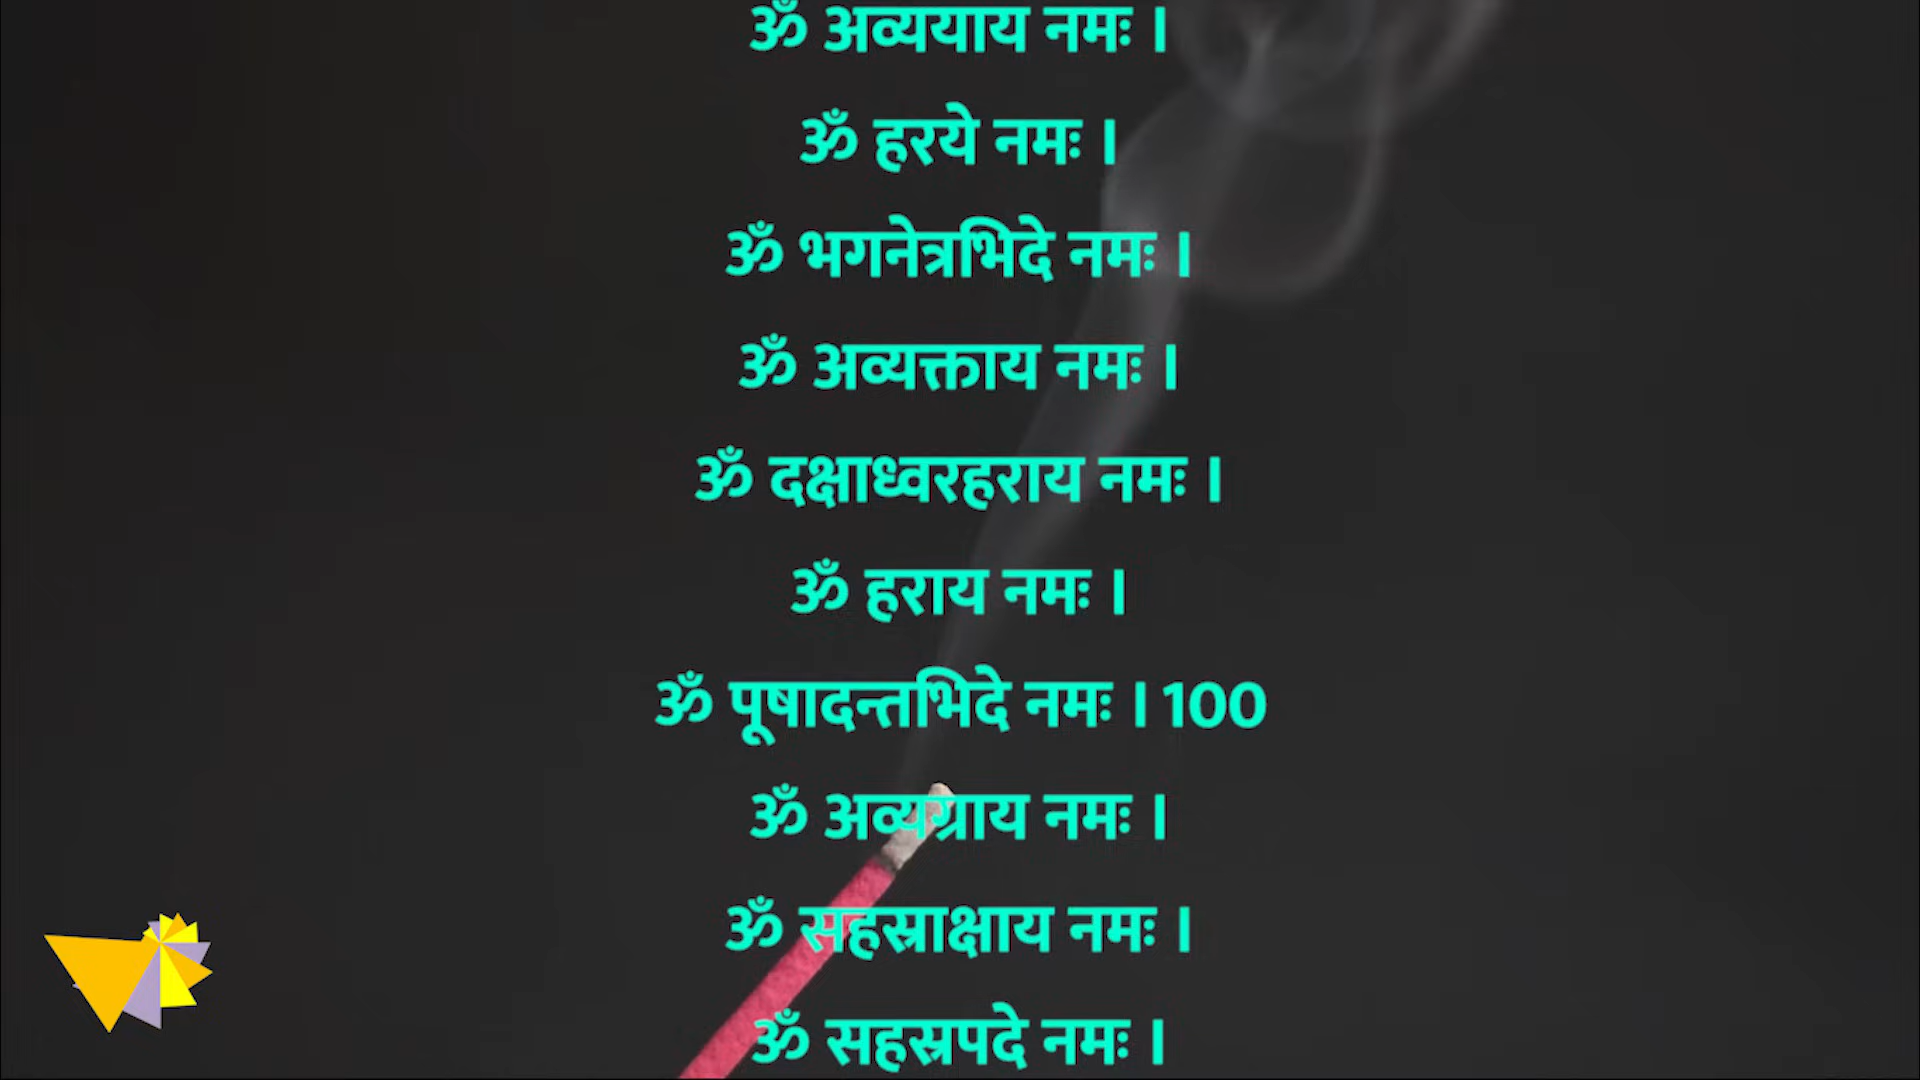 ॐ अव्ययाय नमः ।
ॐ हरये नमः ।
ॐ भगनेत्रभिदे नमः ।
ॐ अव्यक्ताय नमः ।
ॐ दक्षाध्वरहराय नमः ।
ॐ हराय नमः ।
ॐ पूषादन्तभिदे नमः । 100
ॐ अव्यग्राय नमः ।
ॐ सहस्राक्षाय नमः ।
ॐ सहस्रपदे नमः ।